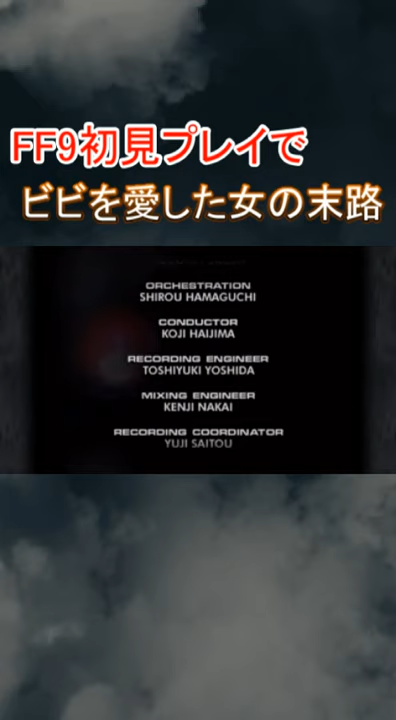 FF9初見プレイで
ビビを愛した女の末路
ORCHESTRATION
SHIROU HAMAGUCHI
CONDUCTOR
KOJI HAIJIMA
RECORDING ENGINEER
TOSHIYUKI YOSHIDA
MIXING ENGINEER
KENJI NAKAI
RECORDING COORDINATOR
YUJI SAITOU